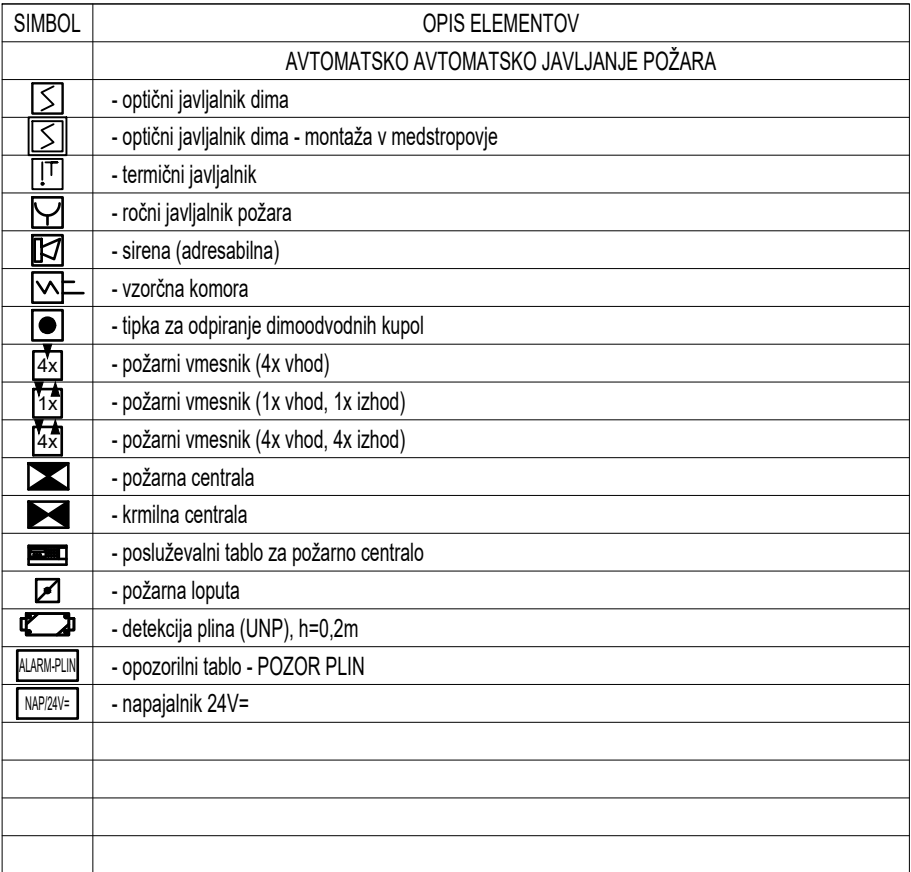 SIMBOL OPIS ELEMENTOV
AVTOMATSKO AVTOMATSKO JAVLJANJE POŽARA
- optični javljalnik dima
- optični javljalnik dima - montaža v medstropovje
!T - termični javljalnik
- ročni javljalnik požara
- sirena (adresabilna)
- vzorčna komora
- tipka za odpiranje dimoodvodnih kupol
4x - požarni vmesnik (4x vhod)
1x - požarni vmesnik (1x vhod, 1x izhod)
4x - požarni vmesnik (4x vhod, 4x izhod)
- požarna centrala
- krmilna centrala
- posluževalni tablo za požarno centralo
- požarna loputa
- detekcija plina (UNP), h=0,2m
ALARM-PLIN - opozorilni tablo - POZOR PLIN
NAP/24V= - napajalnik 24V=